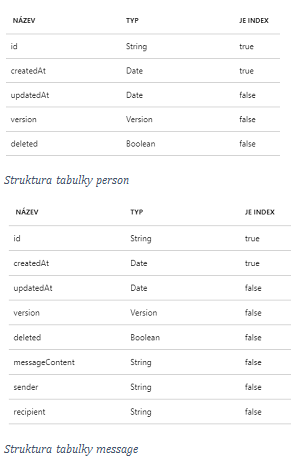 NÁZEV TYP JE INDEX
id String true
createdAt Date true
updatedAt Date false
version Version false
deleted Boolean false
Struktura tabulky person
NÁZEV TYP JE INDEX
id String true
createdAt Date true
updatedAt Date false
version Version false
deleted Boolean false
messageContent String false
sender String false
recipient String false
Struktura tabulky message